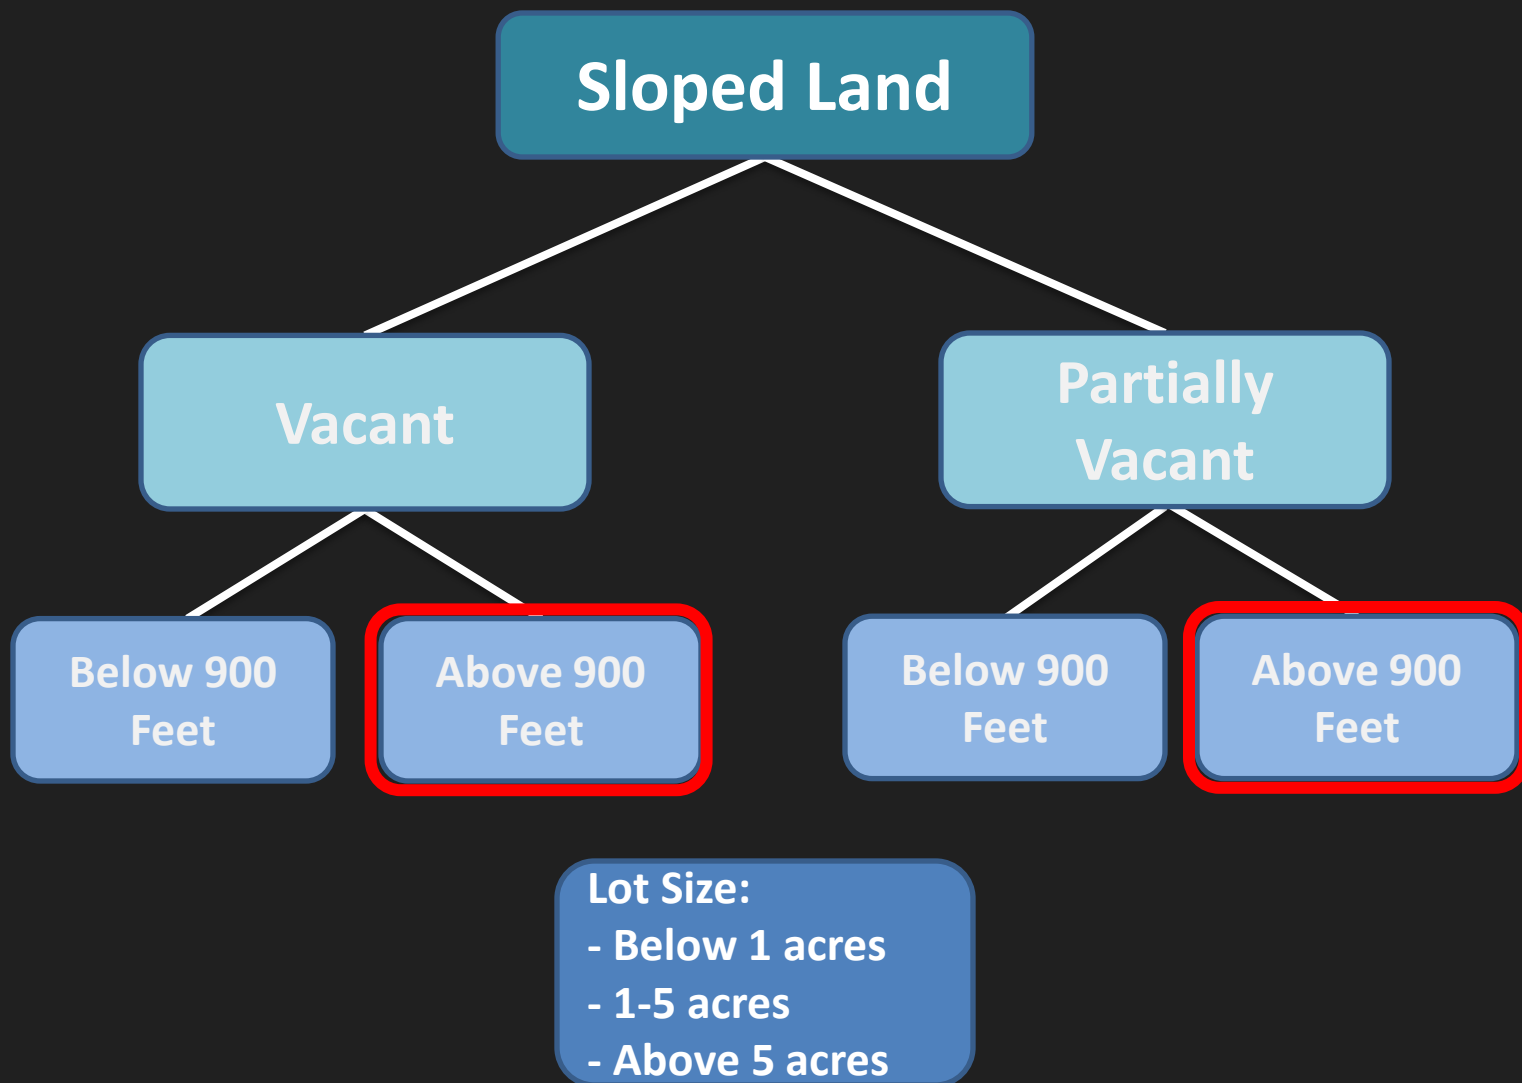 Sloped Land
Vacant
Partially
Vacant
Below 900
Feet
Above 900
Feet
Below 900
Feet
Above 900
Feet
Lot Size:
- Below 1 acres
- 1-5 acres
- Above 5 acres